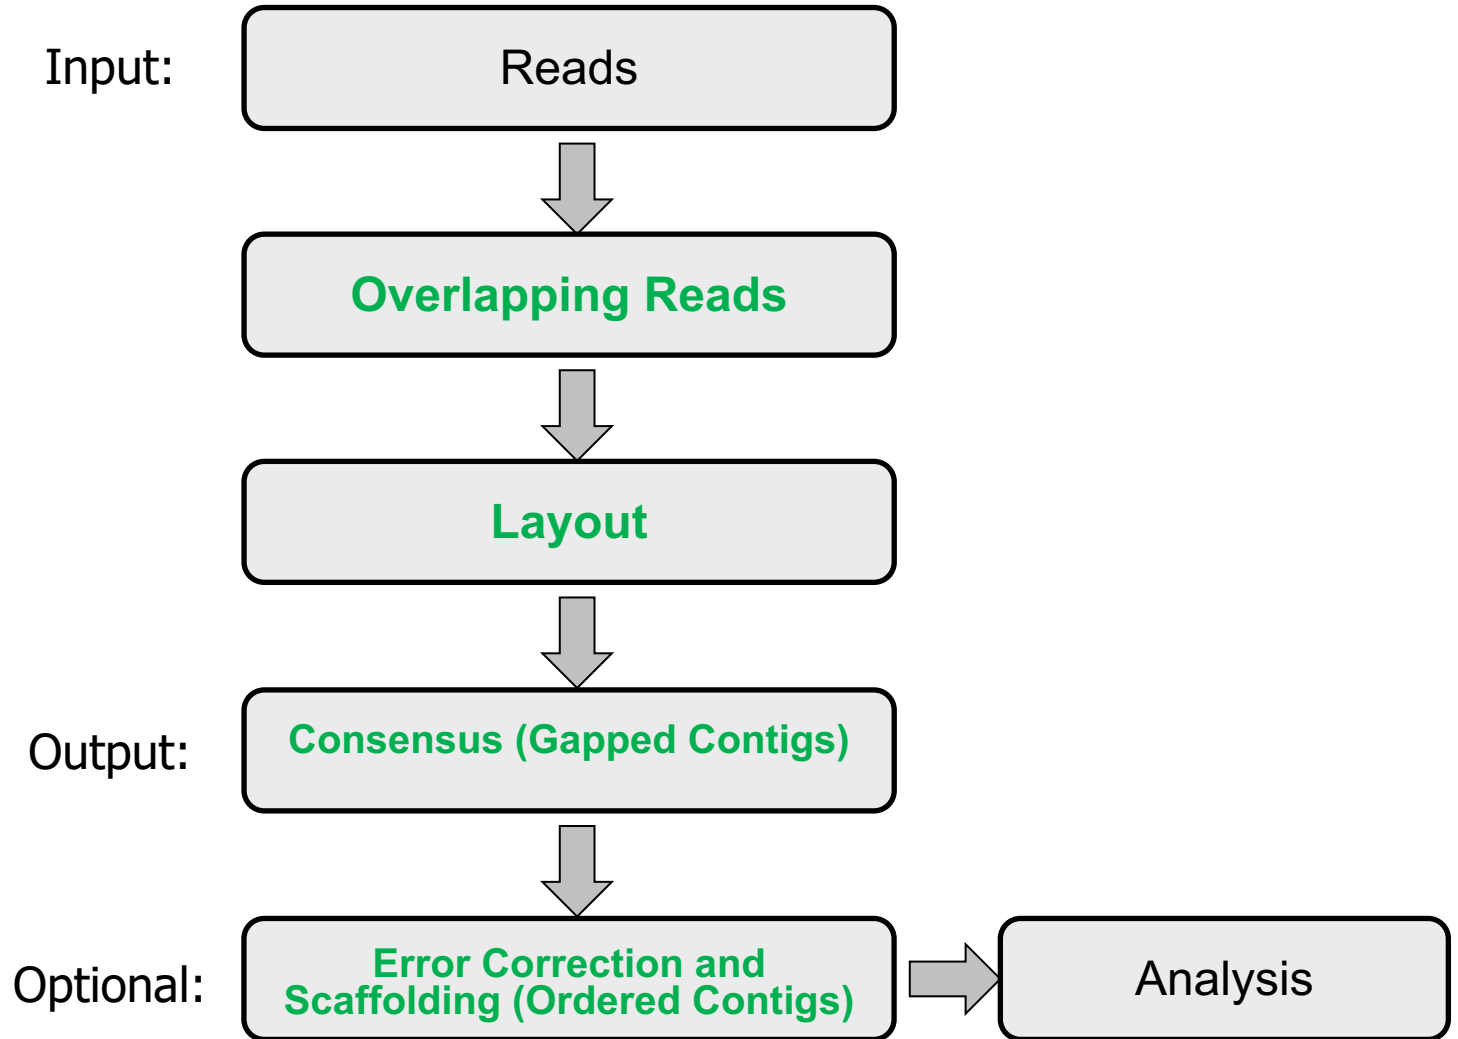 Input:
Reads
Overlapping Reads
Layout
Output:
Consensus (Gapped Contigs)
Optional:
Error Correction and
Scaffolding (Ordered Contigs)
Analysis